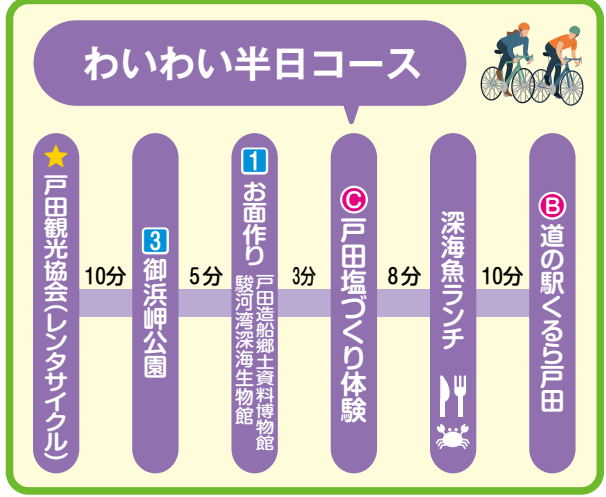 わいわい半日コース
戸田観光協会(レンタサイクル)
10分
3 御浜岬公園
5分
1 お面作り
戸田造船郷土資料博物館
駿河湾深海生物館
3分
C 戸田塩づくり体験
8分
深海魚ランチ
10分
B 道の駅くるら戸田